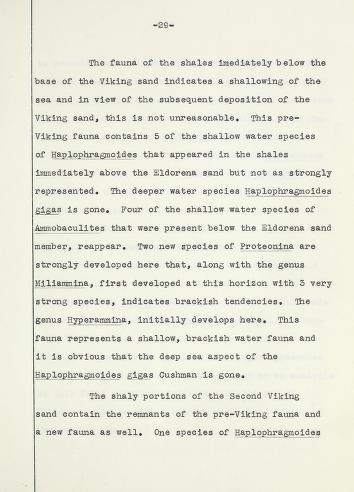 -29-
The fauna of the shales imediately below the
base of the Viking sand indicates a shallowing of the
sea and in view of the subsequent deposition of the
Viking sand, this is not unreasonable. This pre-
Viking fauna contains 5 of the shallow water species
of Haplophragmoides that appeared in the shales
immediately above the Eldorena sand but not as strongly
represented. The deeper water species Haplophragmoides
gigas is gone. Four of the shallow water species of
Ammobaculites that were present below the Eldorena sand
member, reappear. Two new species of Proteonina are
strongly developed here that, along with the genus
Miliammina, first developed at this horizon with 3 very
strong species, indicates brackish tendencies. The
genus Hyperammina, initially develops here. This
fauna represents a shallow, brackish water fauna and
it is obvious that the deep sea aspect of the
Haplophragmoides gigas Cushman is gone.
The shaly portions of the Second Viking
sand contain the remnants of the pre-Viking fauna and
a new fauna as well. One species of Haplophragmoides